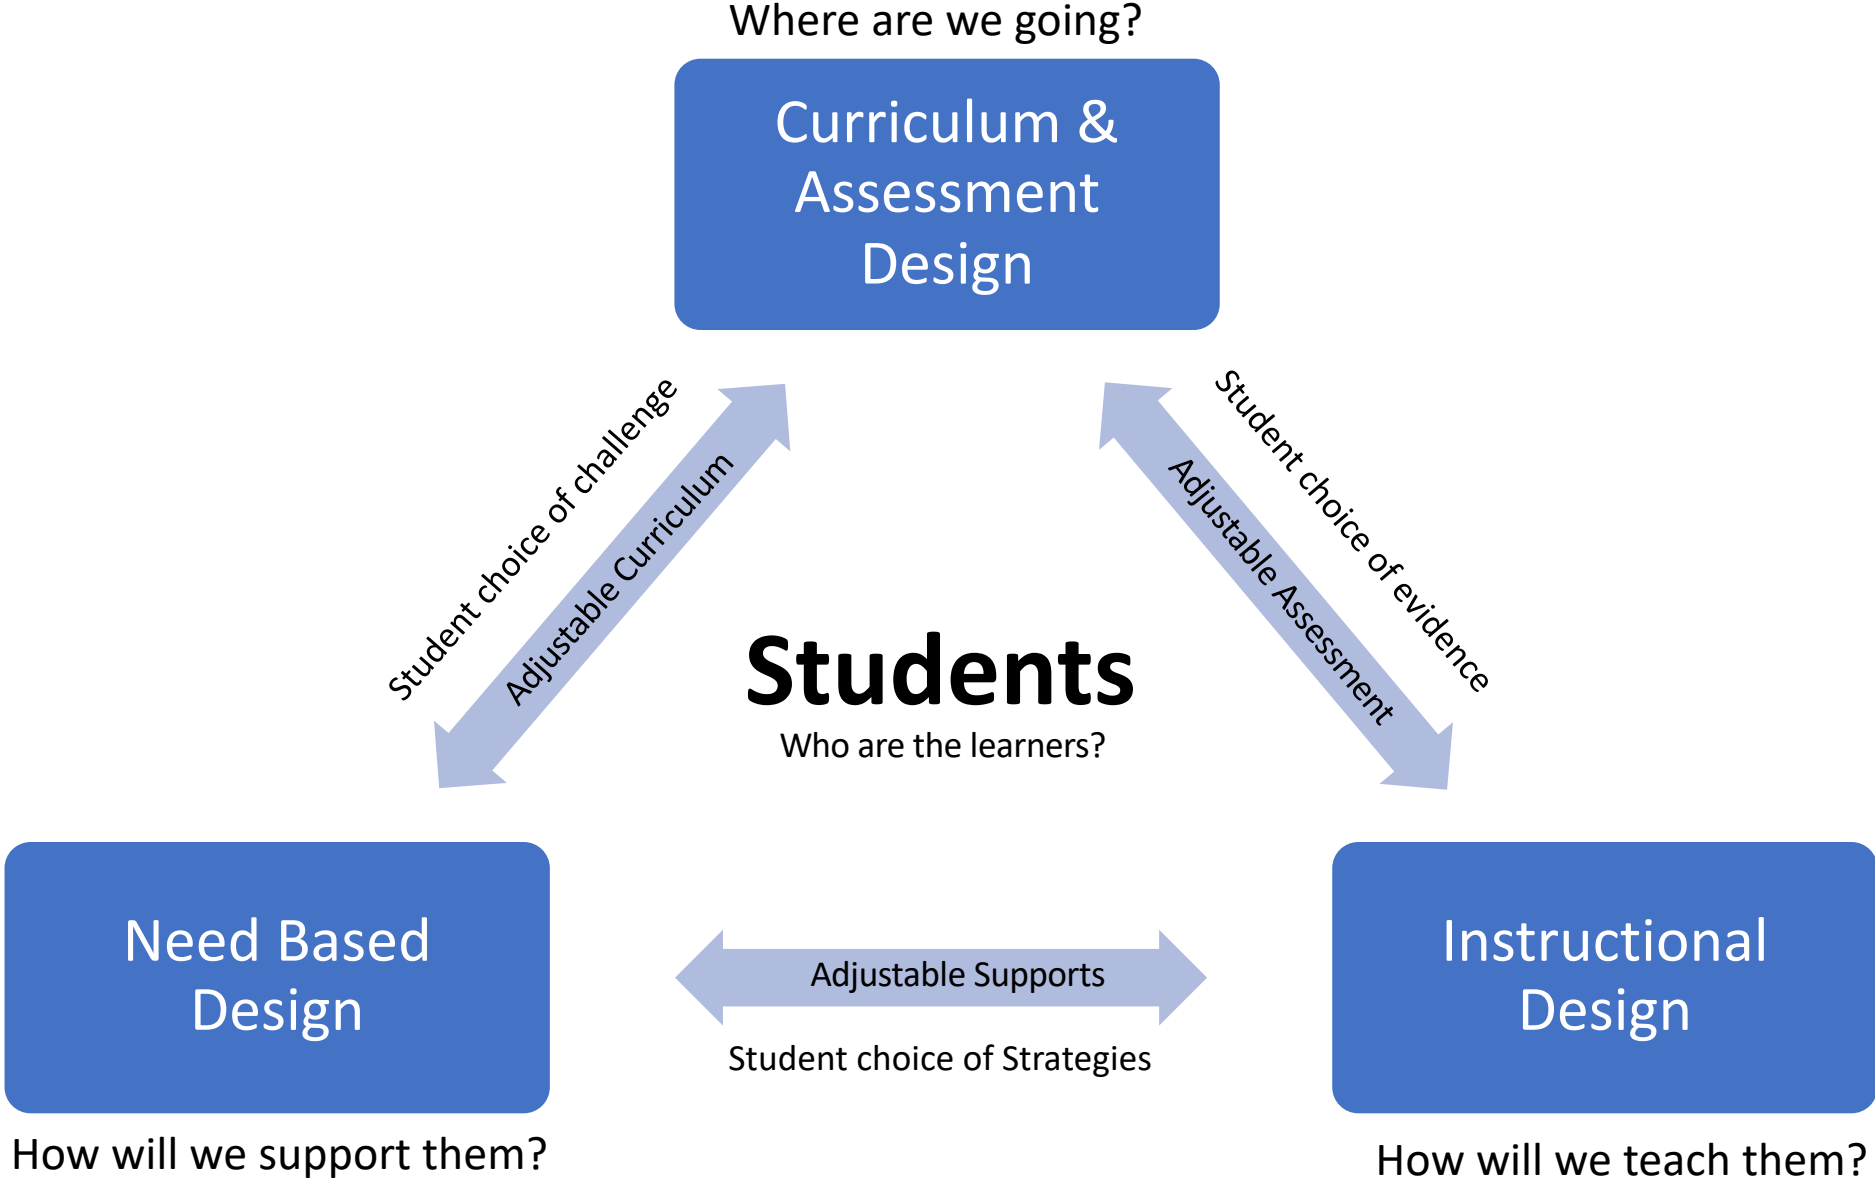 Where are we going?
Curriculum &
Assessment
Design
Student choice of challenge
Adjustable Curriculum
Adjustable Assessment
Student choice of evidence
Students
Who are the learners?
Need Based
Design
Adjustable Supports
Student choice of Strategies
Instructional
Design
How will we support them?
How will we teach them?